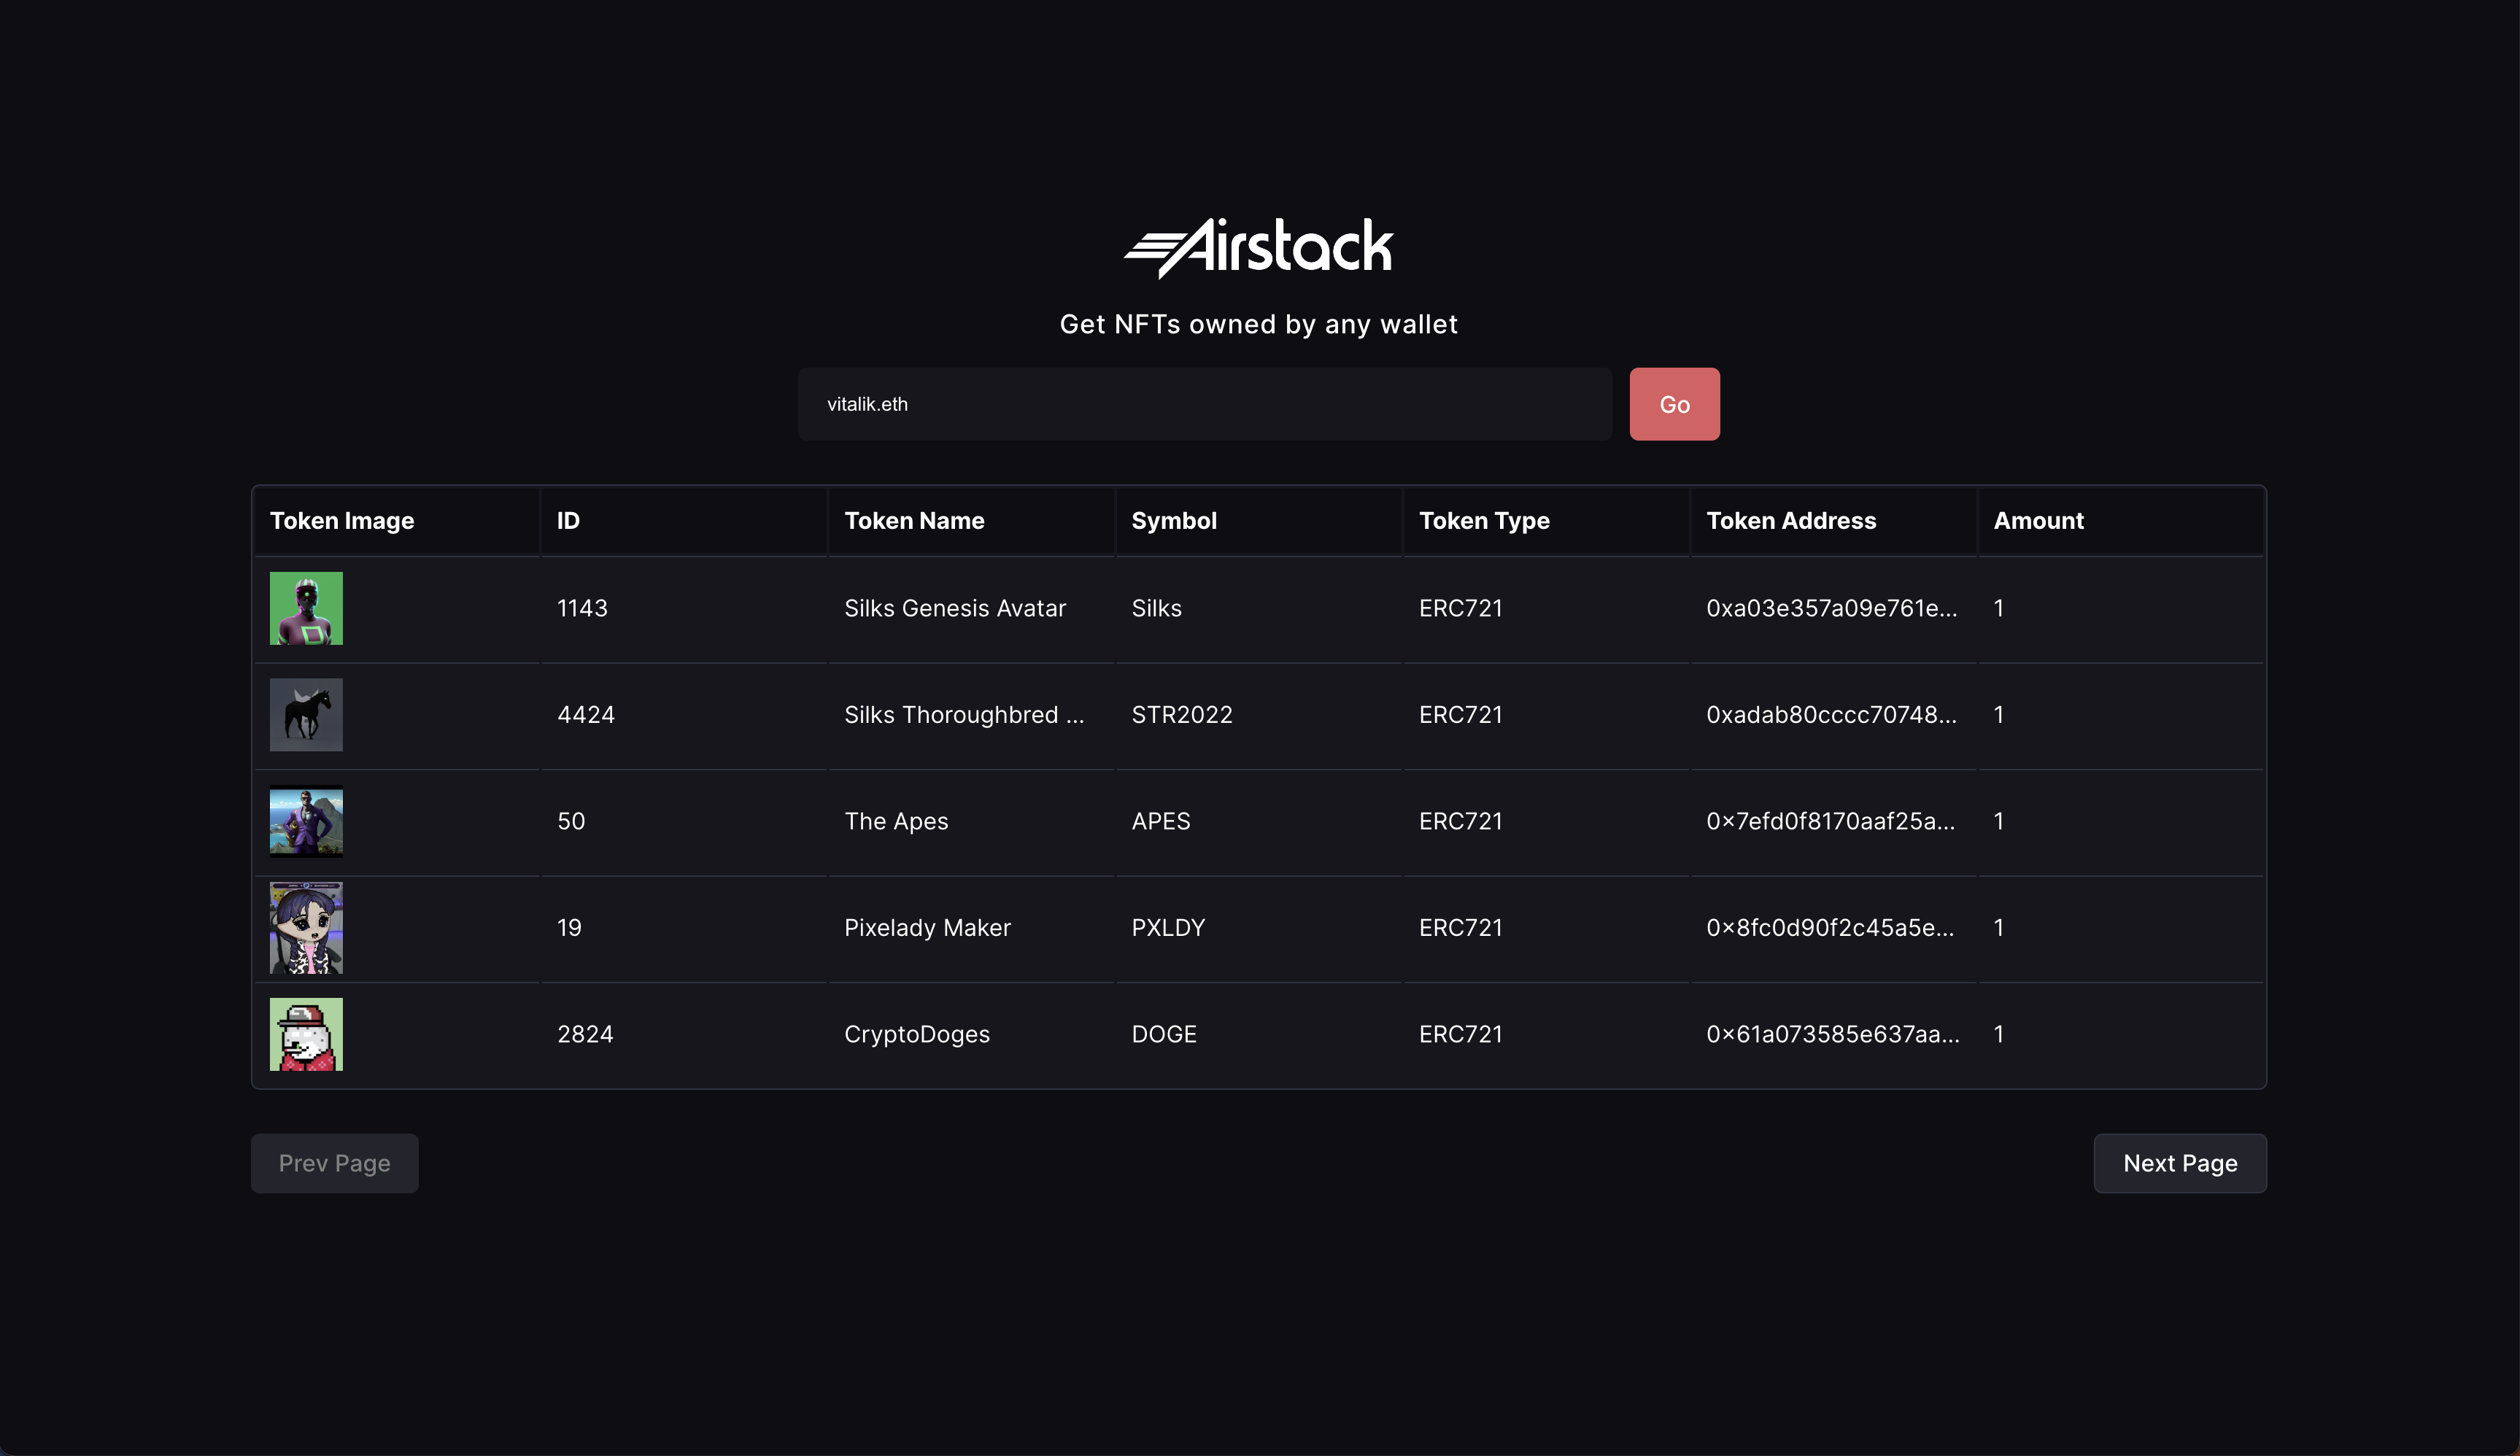 Airstack
Get NFTs owned by any wallet
vitalik.eth Go
Token Image ID Token Name Symbol Token Type Token Address Amount
1143 Silks Genesis Avatar Silks ERC721 0xa03e357a09e761e... 1
4424 Silks Thoroughbred ... STR2022 ERC721 0xadab80cccc70748... 1
50 The Apes APES ERC721 0x7efd0f8170aaf25a... 1
19 Pixelady Maker PXLDY ERC721 0x8fc0d90f2c45a5e... 1
2824 CryptoDoges DOGE ERC721 0x61a073585e637aa... 1
Prev Page Next Page